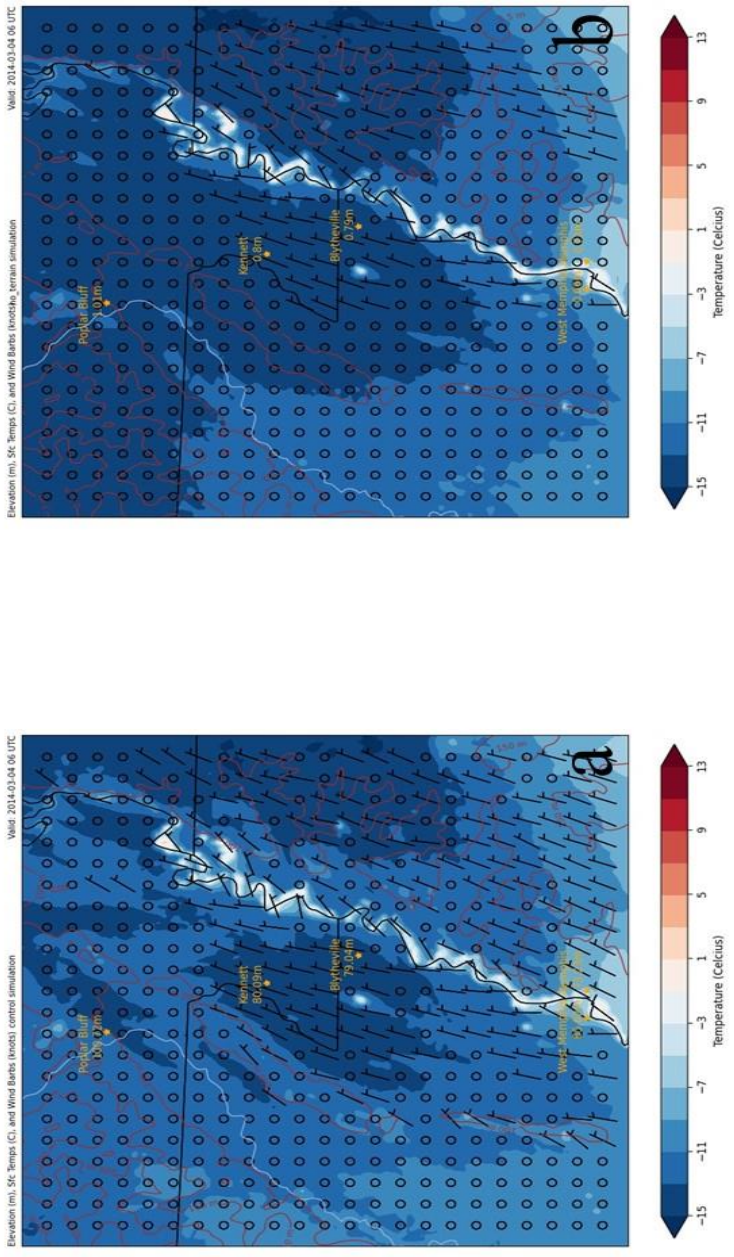 Elevation (m), Sfc Temps (C), and Wind Barbs (knots) control simulation
Valid: 2014-03-04 06 UTC
Poplar Bluff
Kennett
80.09m
Blytheville
79.04m
West Memphis
150 m
a
−15
−11
−7
−3
1
5
9
13
Temperature (Celcius)
Elevation (m), Sfc Temps (C), and Wind Barbs (knots)
no_terrain simulation
Valid: 2014-03-04 06 UTC
Poplar Bluff
1.01m
Kennett
0.8m
Blytheville
0.79m
West Memphis
5 m
b
−15
−11
−7
−3
1
5
9
13
Temperature (Celcius)